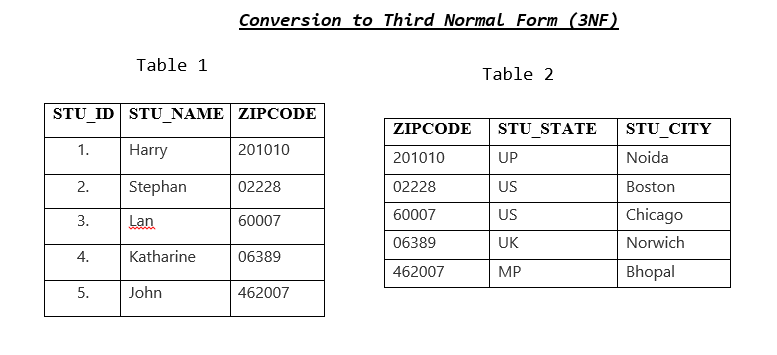 Conversion to Third Normal Form (3NF)
Table 1
STU_ID STU_NAME ZIPCODE
1. Harry 201010
2. Stephan 02228
3. Lan 60007
4. Katharine 06389
5. John 462007
Table 2
ZIPCODE STU_STATE STU_CITY
201010 UP Noida
02228 US Boston
60007 US Chicago
06389 UK Norwich
462007 MP Bhopal